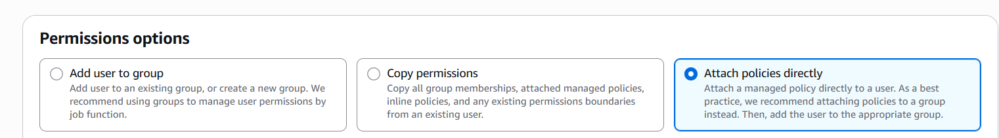 Permissions options
Add user to group
Add user to an existing group, or create a new group. We
recommend using groups to manage user permissions by
job function.
Copy permissions
Copy all group memberships, attached managed policies,
inline policies, and any existing permissions boundaries
from an existing user.
Attach policies directly
Attach a managed policy directly to a user. As a best
practice, we recommend attaching policies to a group
instead. Then, add the user to the appropriate group.